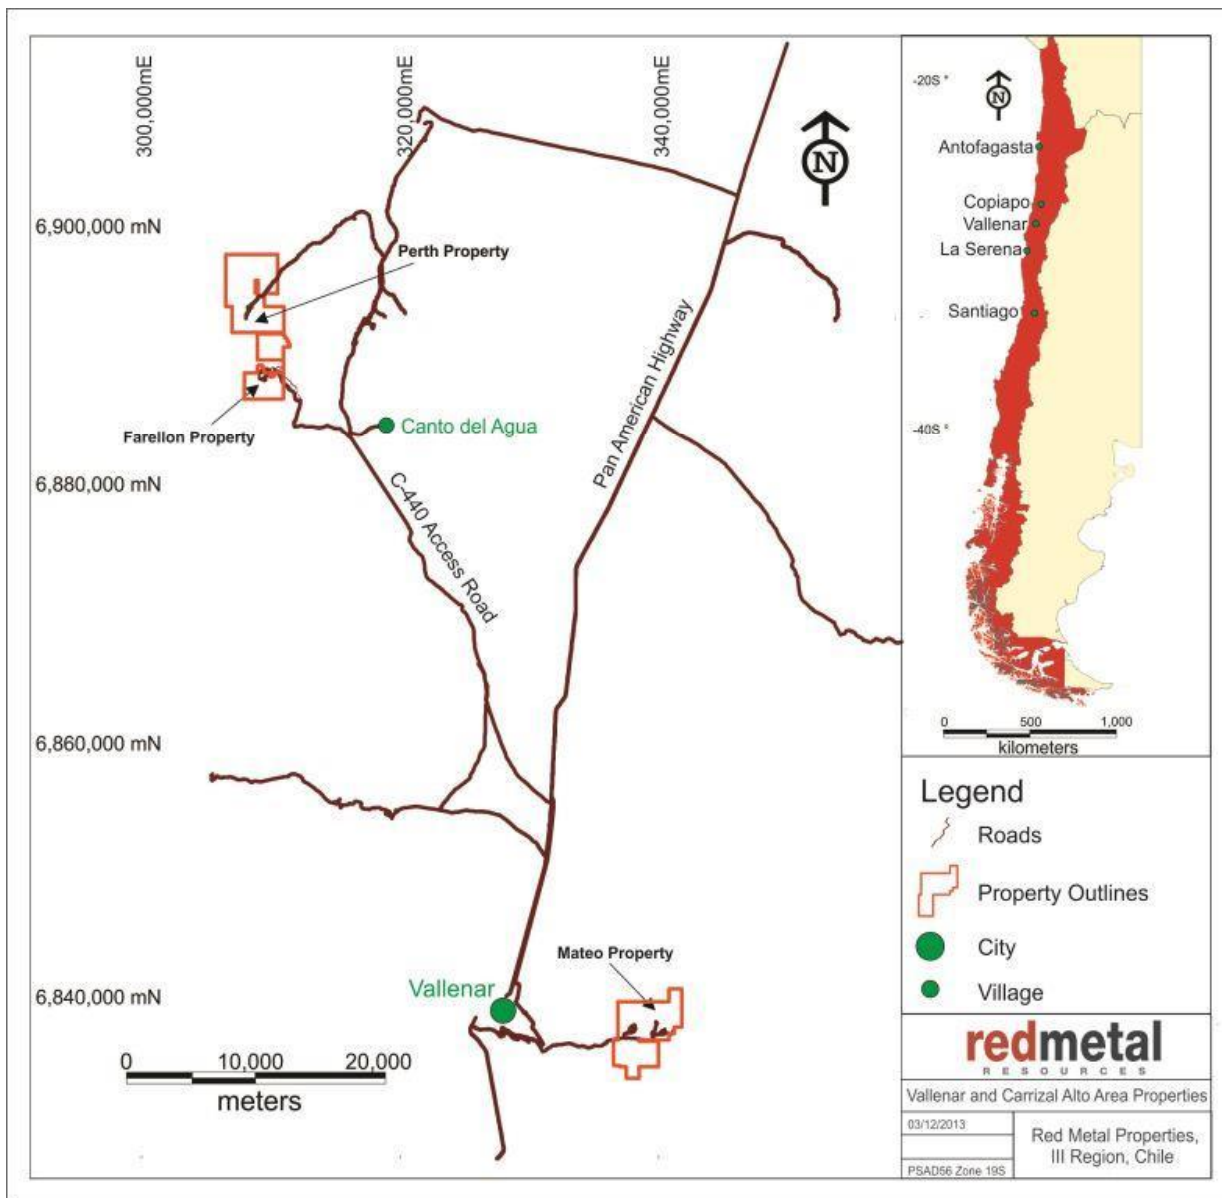 300,000mE
320,000mE
340,000mE
N
6,900,000 mN
Perth Property
Pan American Highway
Farellon Property
Canto del Agua
6,880,000 mN
C-440 Access Road
6,860,000 mN
Mateo Property
Vallenar
6,840,000 mN
0 10,000 20,000
meters
-20S °
N
Antofagasta
Copiapo
Vallenar
La Serena
Santiago
-40S °
0 500 1,000
kilometers
Legend
Roads
Property Outlines
City
Village
redmetal
RESOURCES
Vallenar and Carrizal Alto Area Properties
03/12/2013
Red Metal Properties,
III Region, Chile
PSAD56 Zone 19S